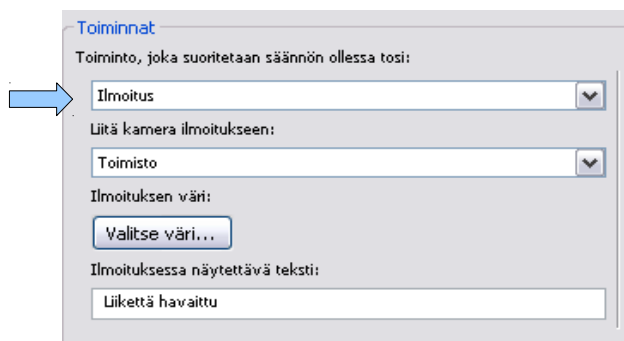 Toiminnat
Toiminto, joka suoritetaan säännön ollessa tosi:
Ilmoitus
Liitä kamera ilmoitukseen:
Toimisto
Ilmoituksen väri:
Valitse väri...
Ilmoituksessa näytettävä teksti:
Liikettä havaittu